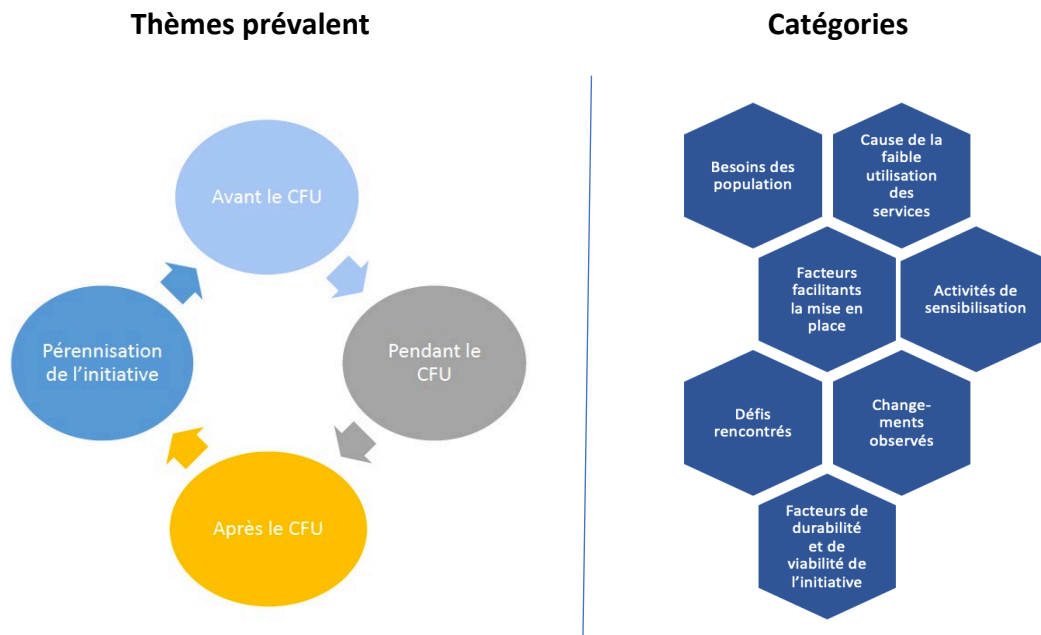 Thèmes prévalent
Avant le CFU
Pendant le
CFU
Après le CFU
Pérennisation
de l'initiative
Catégories
Besoins des
population
Cause de la
faible
utilisation
des
services
Facteurs
facilitants
la mise en
place
Activités de
sensibilisation
Défis
rencontrés
Change-
ments
observés
Facteurs de
durabilité
et de
viabilité de
l'initiative